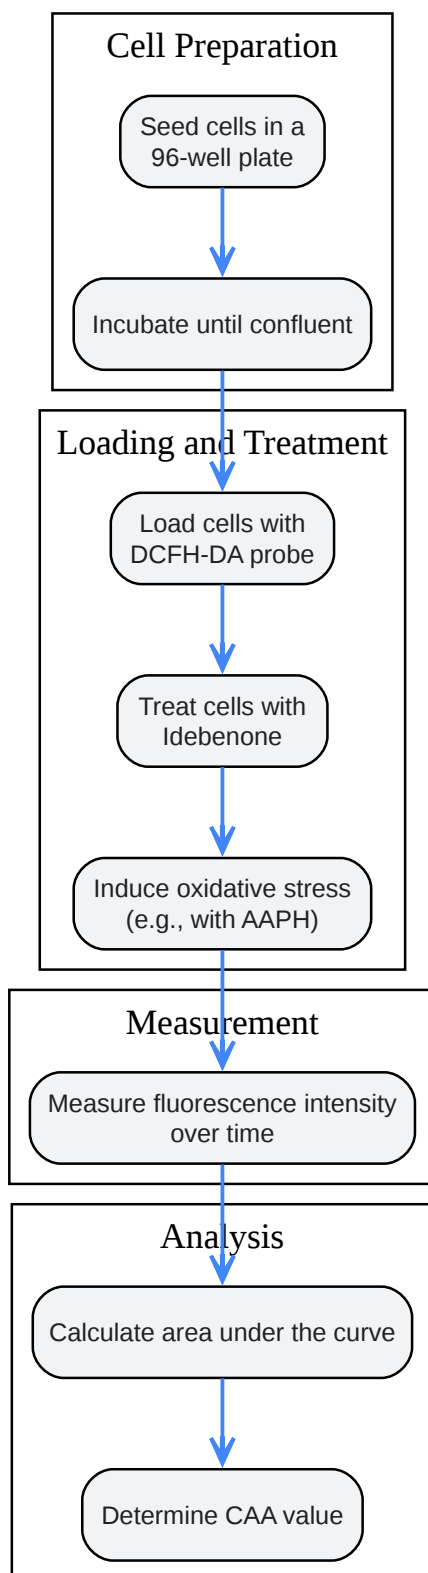 Cell Preparation
Seed cells in a
96-well plate
Incubate until confluent
Loading and Treatment
Load cells with
DCFH-DA probe
Treat cells with
Idebenone
Induce oxidative stress
(e.g., with AAPH)
Measurement
Measure fluorescence intensity
over time
Analysis
Calculate area under the curve
Determine CAA value